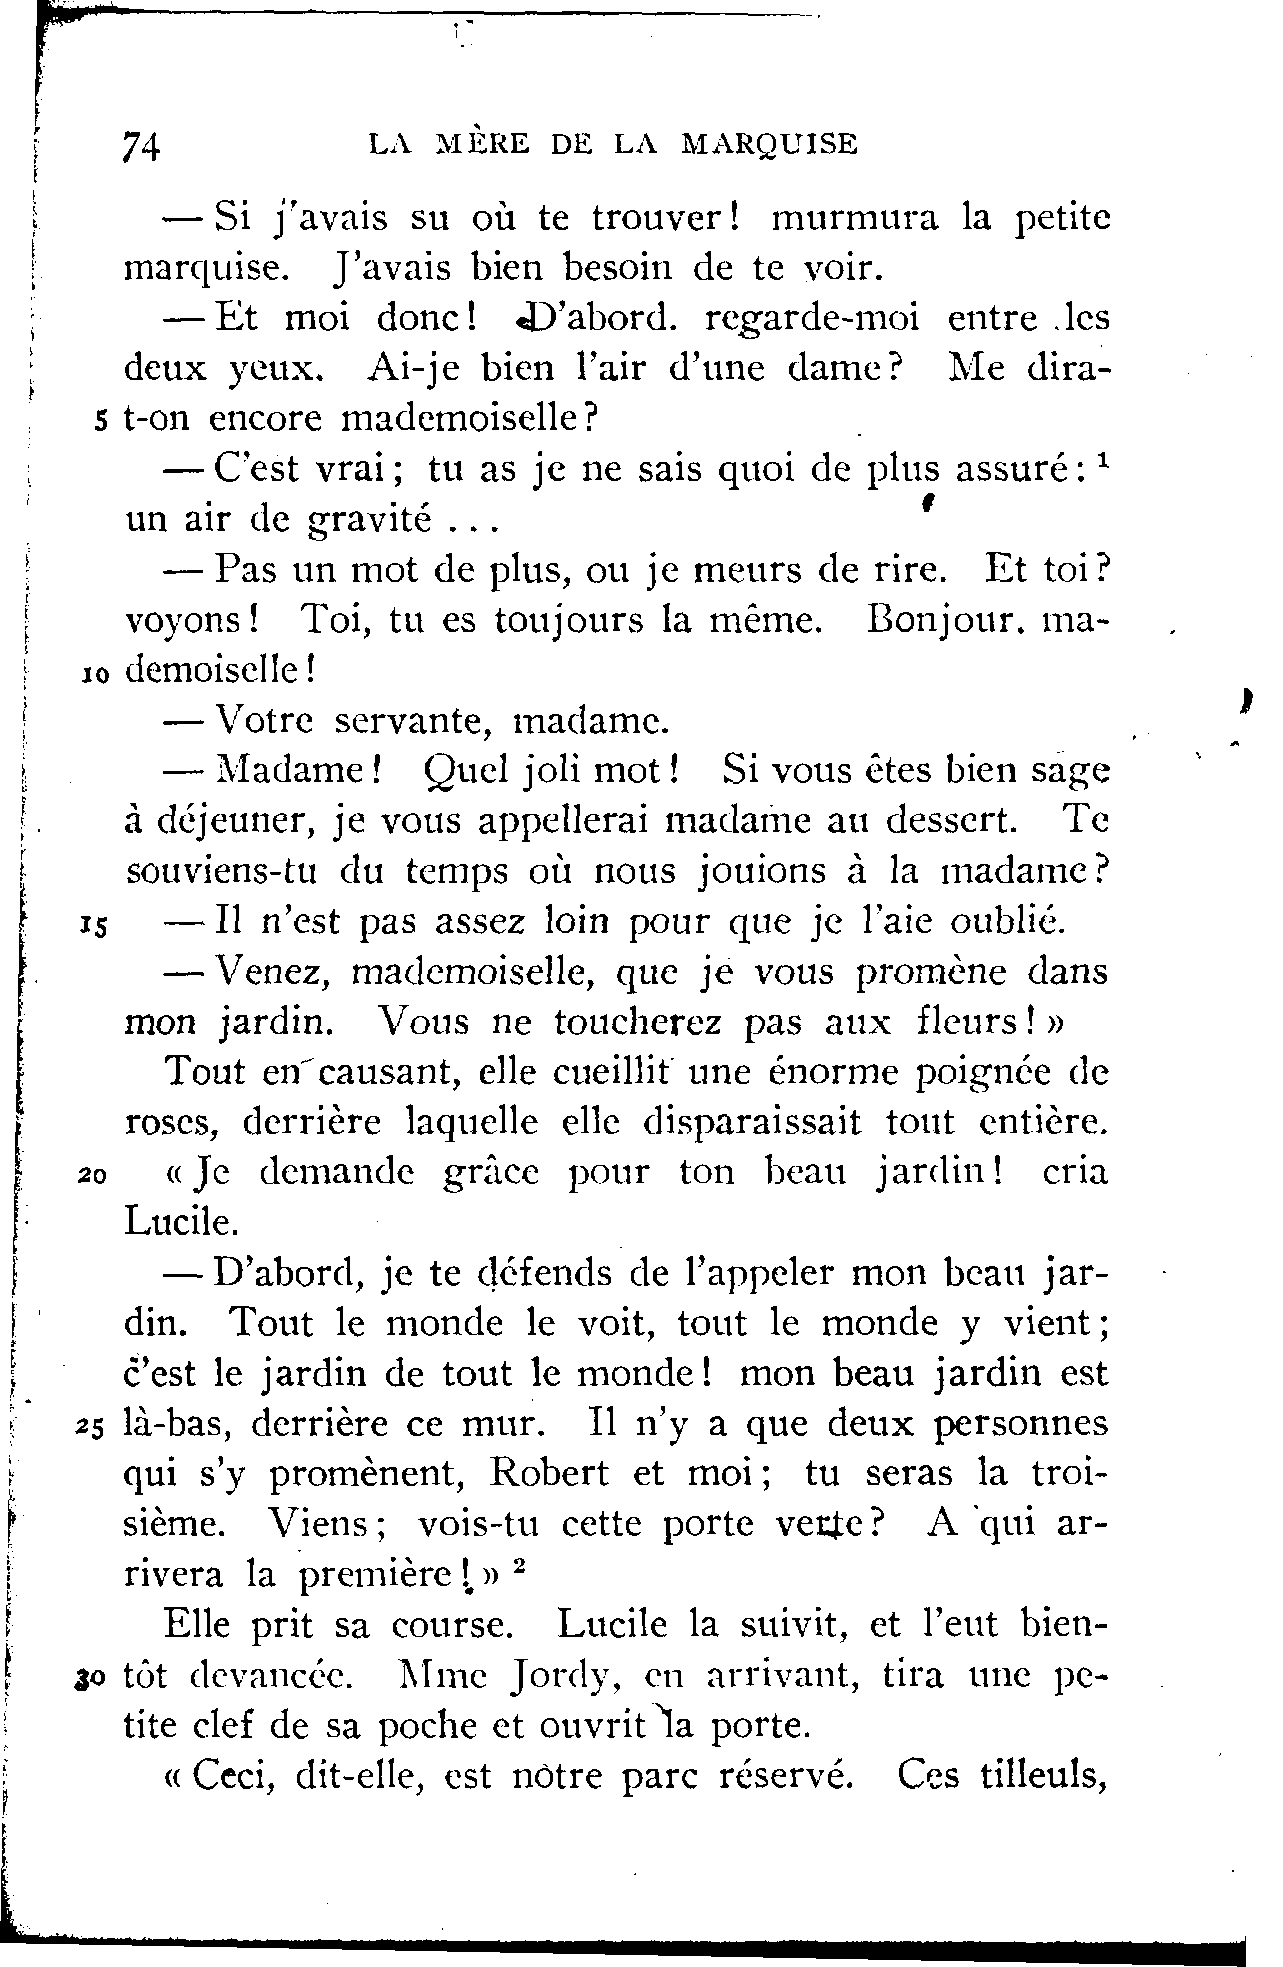 74 LA MÈRE DE LA MARQUISE
— Si j'avais su où te trouver! murmura la petite
marquise. J'avais bien besoin de te voir.
— Et moi donc! D'abord. regarde-moi entre les
deux yeux. Ai-je bien l'air d'une dame? Me dira-
5 t-on encore mademoiselle?
— C'est vrai; tu as je ne sais quoi de plus assuré: 1
un air de gravité . . .
— Pas un mot de plus, ou je meurs de rire. Et toi?
voyons! Toi, tu es toujours la même. Bonjour. ma-
10 demoiselle!
— Votre servante, madame.
— Madame! Quel joli mot! Si vous êtes bien sage
à déjeuner, je vous appellerai madame au dessert. Te
souviens-tu du temps où nous jouions à la madame?
15 — Il n'est pas assez loin pour que je l'aie oublié.
— Venez, mademoiselle, que je vous promène dans
mon jardin. Vous ne toucherez pas aux fleurs! »
Tout en causant, elle cueillit une énorme poignée de
roses, derrière laquelle elle disparaissait tout entière.
20 « Je demande grâce pour ton beau jardin! cria
Lucile.
— D'abord, je te défends de l'appeler mon beau jar-
din. Tout le monde le voit, tout le monde y vient;
c'est le jardin de tout le monde! mon beau jardin est
25 là-bas, derrière ce mur. Il n'y a que deux personnes
qui s'y promènent, Robert et moi; tu seras la troi-
sième. Viens; vois-tu cette porte verte? A qui ar-
rivera la première! » 2
Elle prit sa course. Lucile la suivit, et l'eut bien-
30 tôt devancée. Mme Jordy, en arrivant, tira une pe-
tite clef de sa poche et ouvrit la porte.
« Ceci, dit-elle, est notre parc réservé. Ces tilleuls,